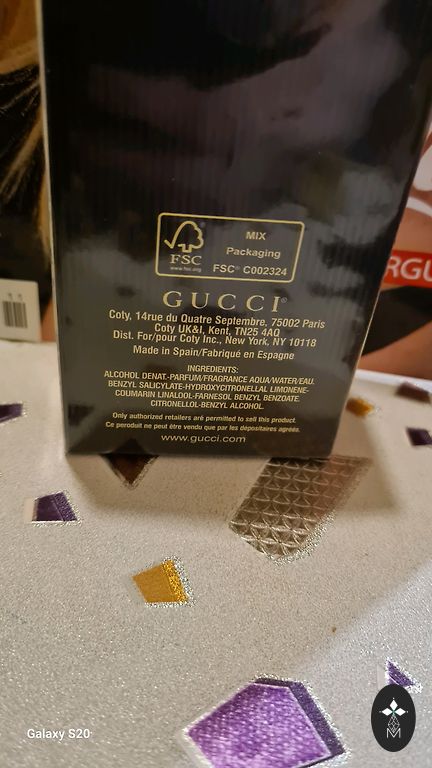 RGU
MIX
Packaging
FSC
www.fsc.org
FSC® C002324
GUCCI®
Coty, 14rue du Quatre Septembre, 75002 Paris
Coty UK&I, Kent, TN25 4AQ
Dist. For/pour Coty Inc., New York, NY 10118
Made in Spain/Fabriqué en Espagne
INGREDIENTS:
ALCOHOL DENAT.-PARFUM/FRAGRANCE AQUA/WATER/EAU.
BENZYL SALICYLATE-HYDROXYCITRONELLAL LIMONENE-
COUMARIN LINALOOL-FARNESOL BENZYL BENZOATE.
CITRONELLOL-BENZYL ALCOHOL.
Only authorized retailers are permitted to sell this product.
Ce peroduit ne peut être vendu que par les dépositaires agréés.
www.gucci.com
Galaxy S20
M